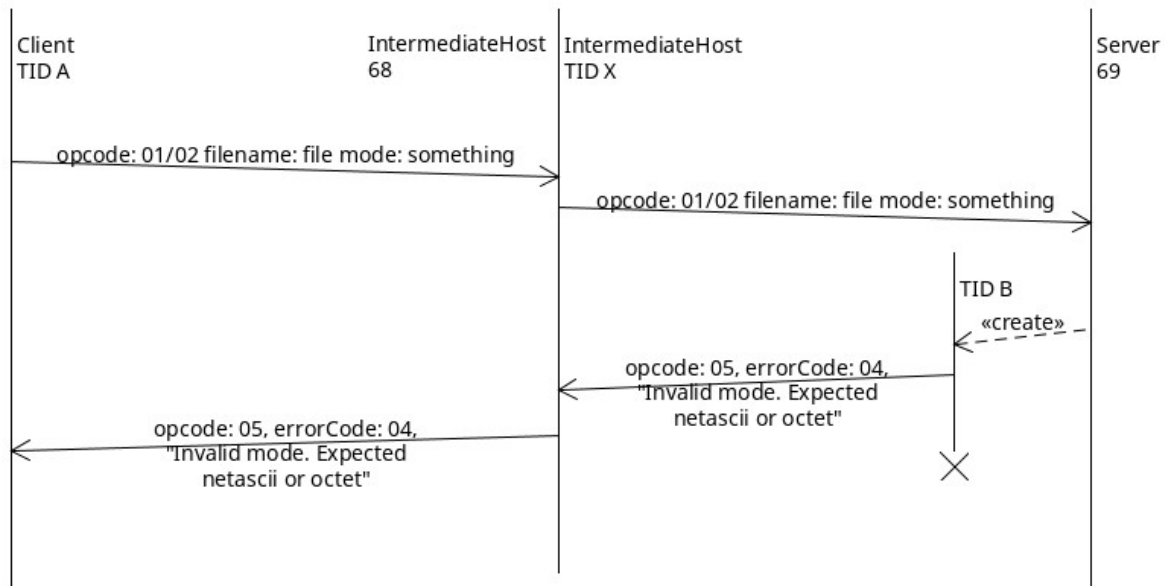 Client
TID A
IntermediateHost
68
IntermediateHost
TID X
Server
69
opcode: 01/02 filename: file mode: something
opcode: 01/02 filename: file mode: something
TID B
«create»
opcode: 05, errorCode: 04,
"Invalid mode. Expected
netascii or octet"
opcode: 05, errorCode: 04,
"Invalid mode. Expected
netascii or octet"